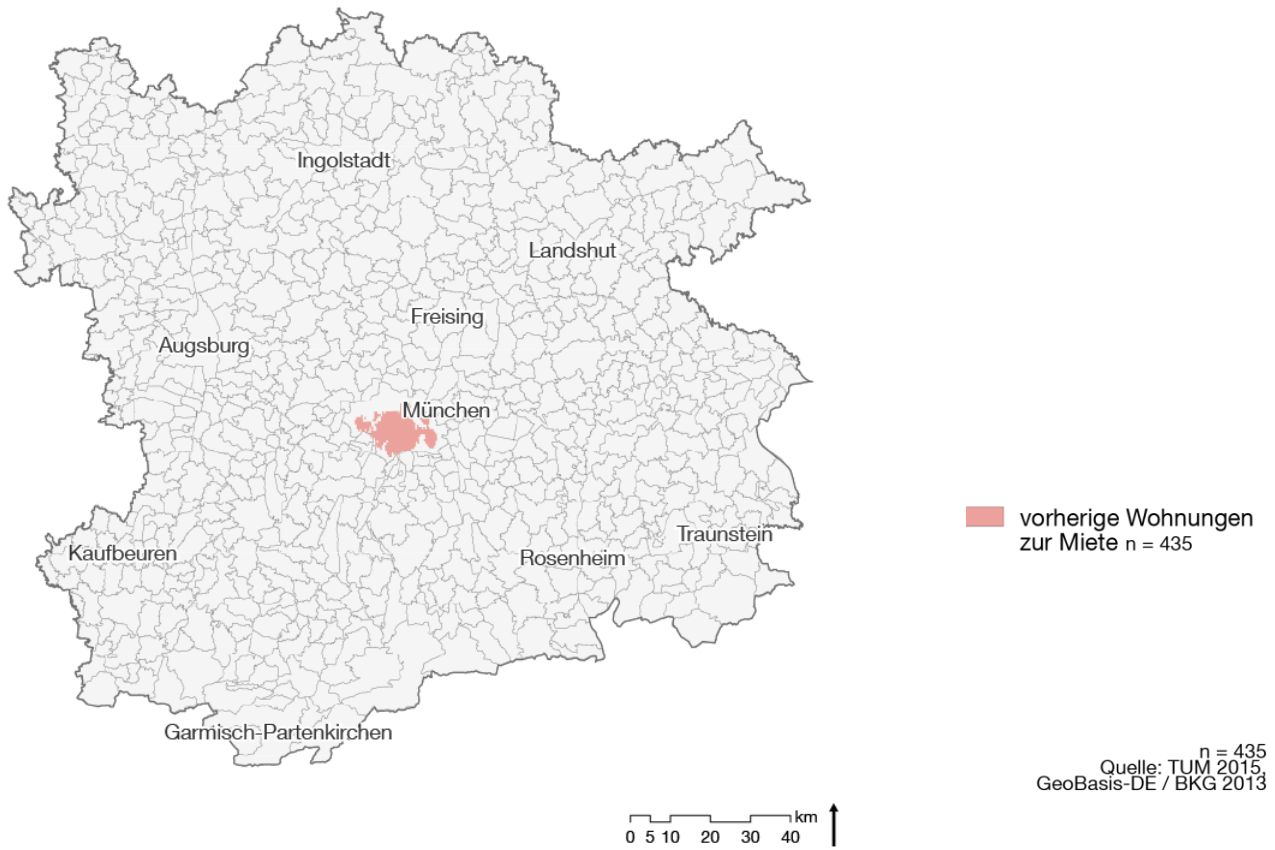 Ingolstadt
Landshut
Freising
Augsburg
München
vorherige Wohnungen
zur Miete n = 435
Traunstein
Kaufbeuren
Rosenheim
Garmisch-Partenkirchen
n = 435
Quelle: TUM 2015,
GeoBasis-DE / BKG 2013
km
0 5 10 20 30 40